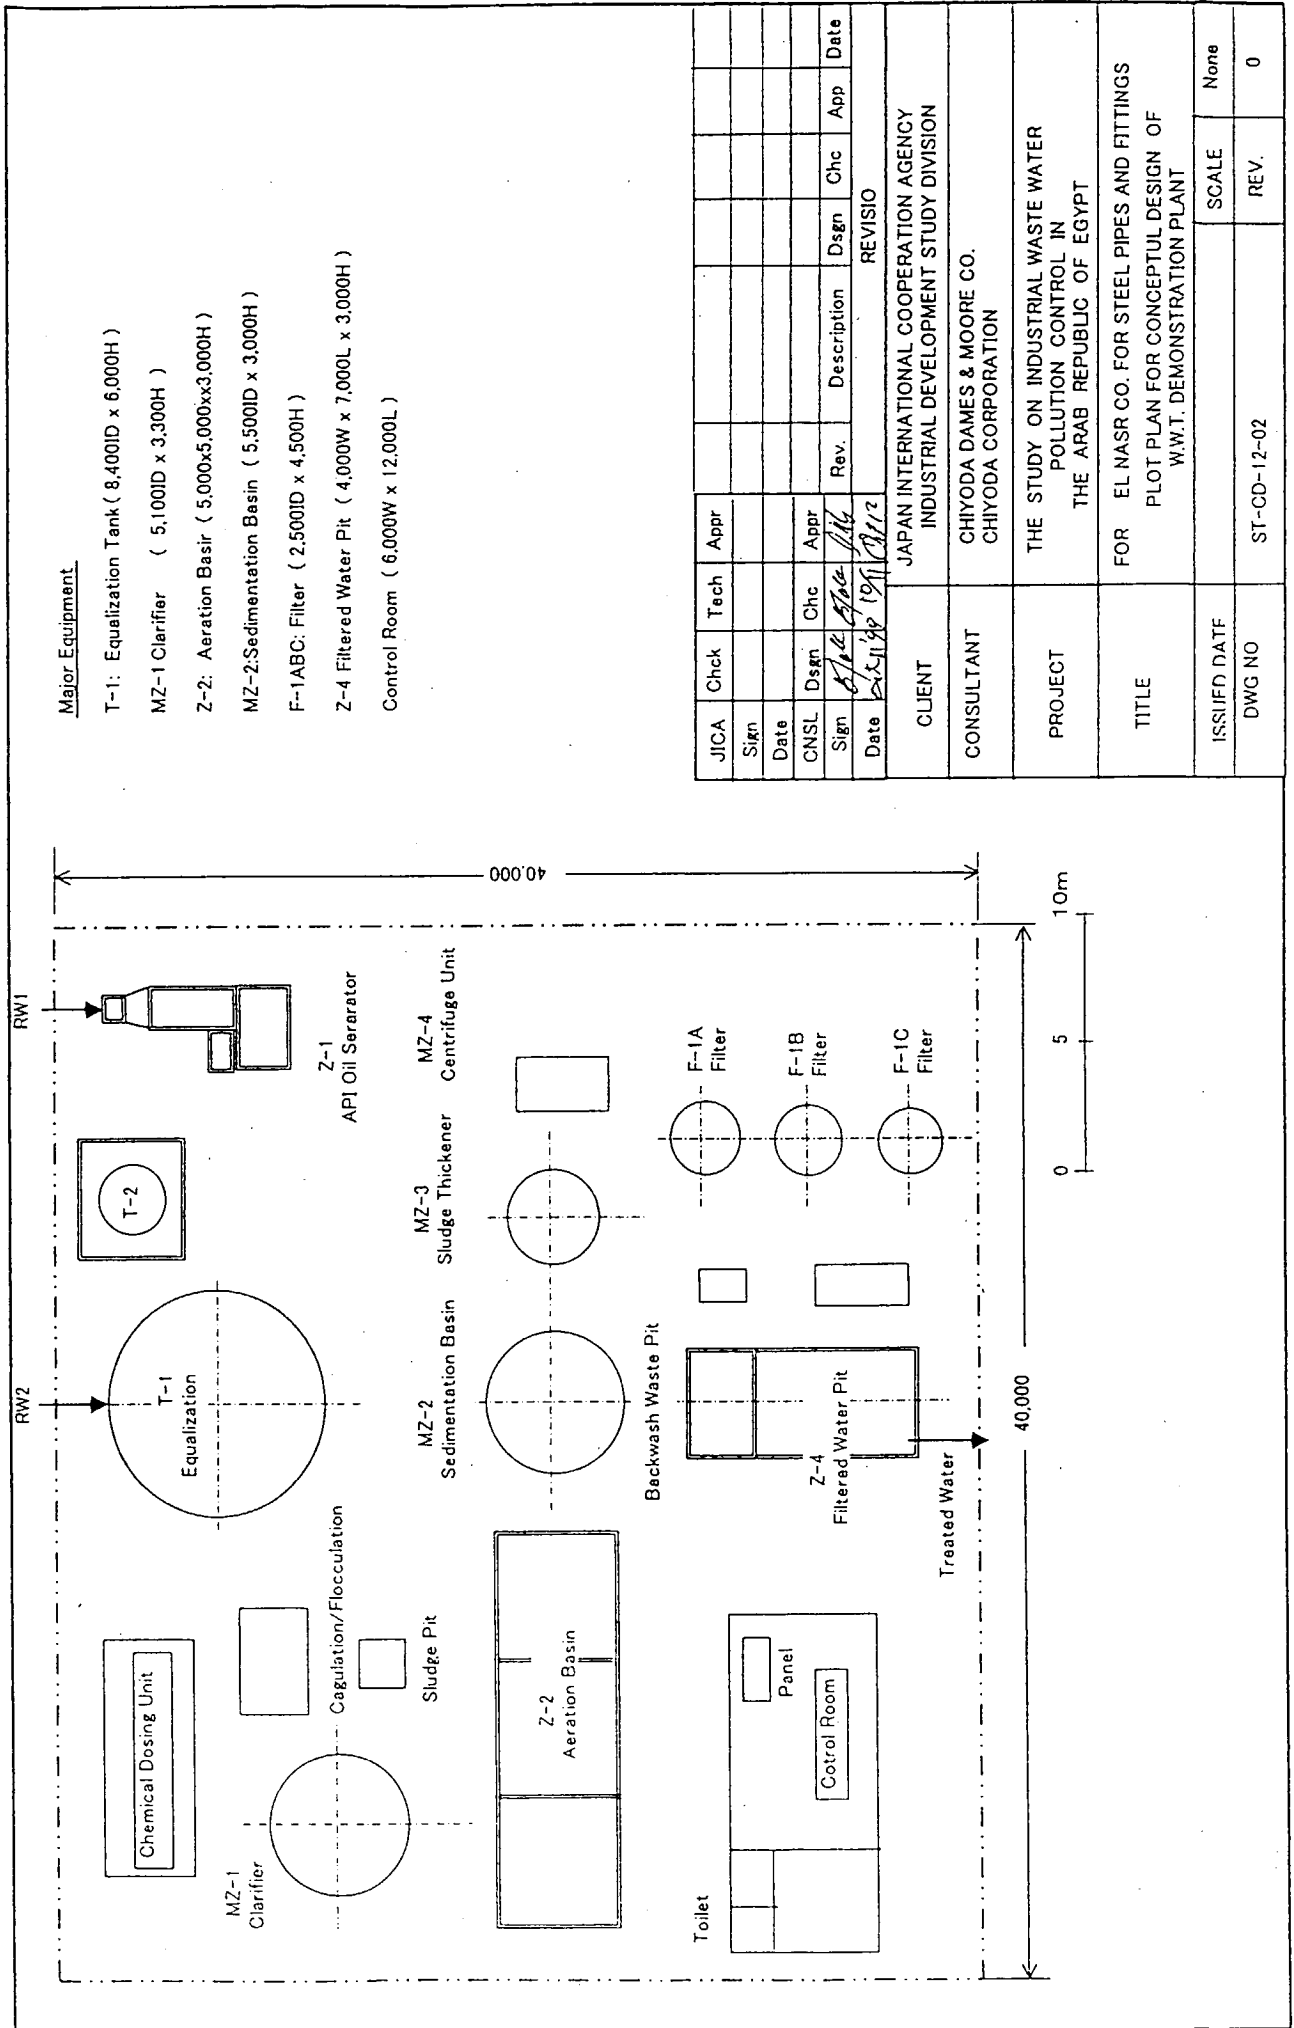 RW2
RW1
Chemical Dosing Unit
MZ-1
Clarifier
Cagulation/Flocculation
Sludge Pit
T-1
Equalization
T-2
Z-1
API Oil Sererator
Z-2
Aeration Basin
MZ-2
Sedimentation Basin
MZ-3
Sludge Thickener
MZ-4
Centrifuge Unit
Toilet
Panel
Cotrol Room
Backwash Waste Pit
Z-4
Filtered Water Pit
Treated Water
F-1A
Filter
F-1B
Filter
F-1C
Filter
40,000
40,000
0 5 10m
Major Equipment
T-1: Equalization Tank ( 8,400ID x 6,000H )
MZ-1 Clarifier ( 5,100ID x 3,300H )
Z-2: Aeration Basir ( 5,000x5,000xx3,000H )
MZ-2:Sedimentation Basin ( 5,500ID x 3,000H )
F-1ABC: Filter ( 2,500ID x 4,500H )
Z-4 Filtered Water Pit ( 4,000W x 7,000L x 3,000H )
Control Room ( 6,000W x 12,000L )
JICA Chck Tech Appr
Sign
Date
CNSL Dsgn Chc Appr
Sign
Date
Rev. Description Dsgn Chc App Date
REVISIO
CLIENT JAPAN INTERNATIONAL COOPERATION AGENCY
INDUSTRIAL DEVELOPMENT STUDY DIVISION
CONSULTANT CHIYODA DAMES & MOORE CO.
CHIYODA CORPORATION
PROJECT THE STUDY ON INDUSTRIAL WASTE WATER
POLLUTION CONTROL IN
THE ARAB REPUBLIC OF EGYPT
TITLE FOR EL NASR CO. FOR STEEL PIPES AND FITTINGS
PLOT PLAN FOR CONCEPTUL DESIGN OF
W.W.T. DEMONSTRATION PLANT
ISSUED DATE SCALE None
DWG NO ST-CD-12-02 REV. 0